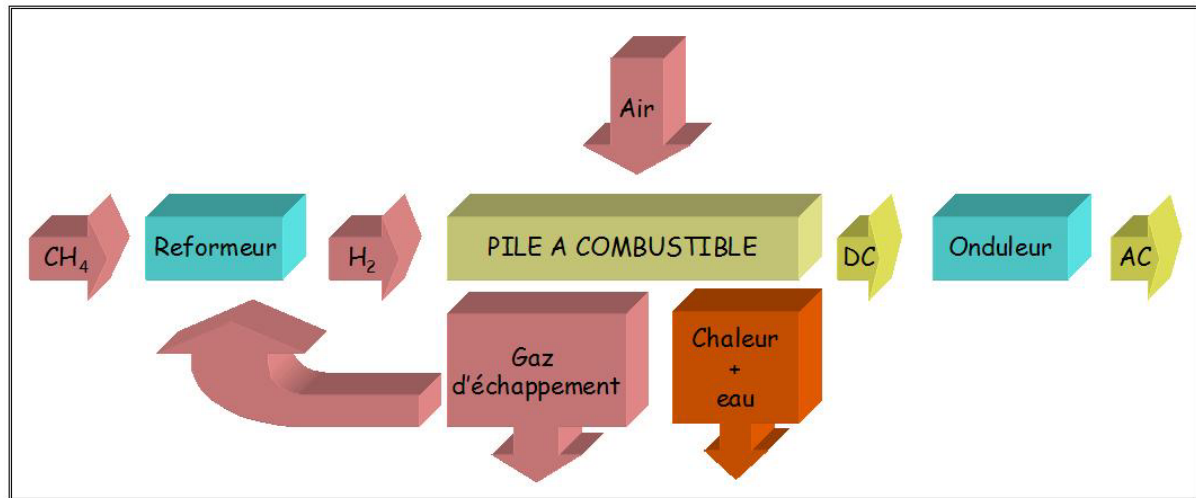 Air
CH₄
Reformeur
H₂
PILE A COMBUSTIBLE
DC
Onduleur
AC
Gaz
d'échappement
Chaleur
+
eau